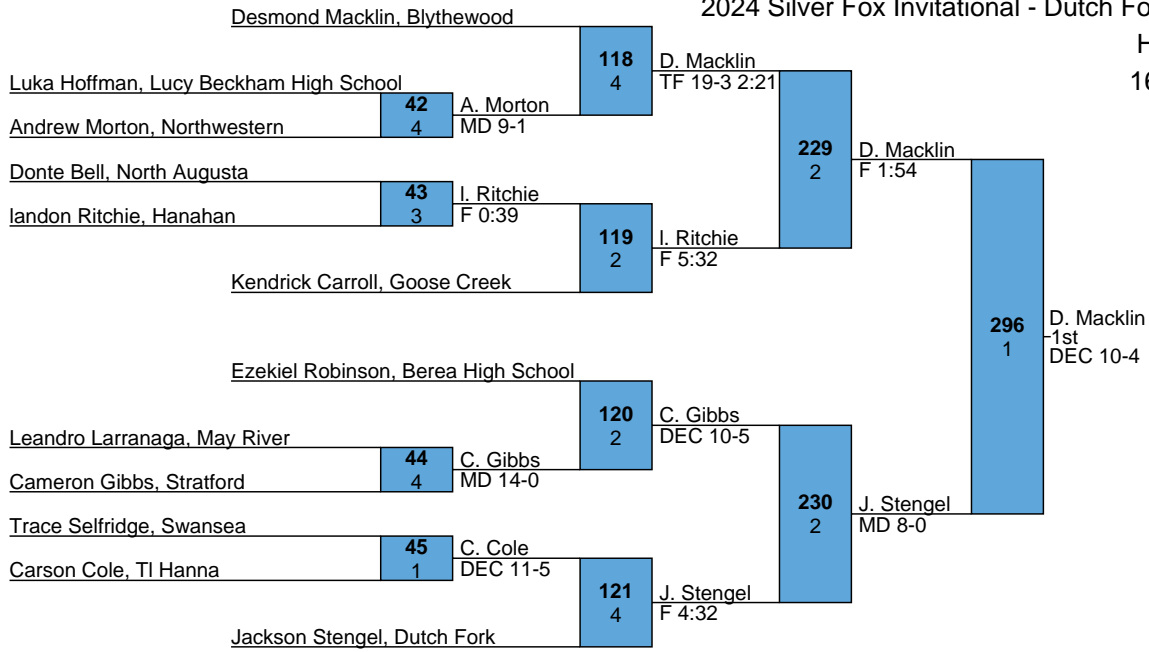 2024 Silver Fox Invitational - Dutch Fo
H
16
Desmond Macklin, Blythewood
118
4
D. Macklin
TF 19-3 2:21
Luka Hoffman, Lucy Beckham High School
42
4
A. Morton
MD 9-1
Andrew Morton, Northwestern
229
2
D. Macklin
F 1:54
Donte Bell, North Augusta
43
3
I. Ritchie
F 0:39
landon Ritchie, Hanahan
119
2
I. Ritchie
F 5:32
Kendrick Carroll, Goose Creek
296
1
D. Macklin
1st
DEC 10-4
Ezekiel Robinson, Berea High School
120
2
C. Gibbs
DEC 10-5
Leandro Larranaga, May River
44
4
C. Gibbs
MD 14-0
Cameron Gibbs, Stratford
230
2
J. Stengel
MD 8-0
Trace Selfridge, Swansea
45
1
C. Cole
DEC 11-5
Carson Cole, Tl Hanna
121
4
J. Stengel
F 4:32
Jackson Stengel, Dutch Fork